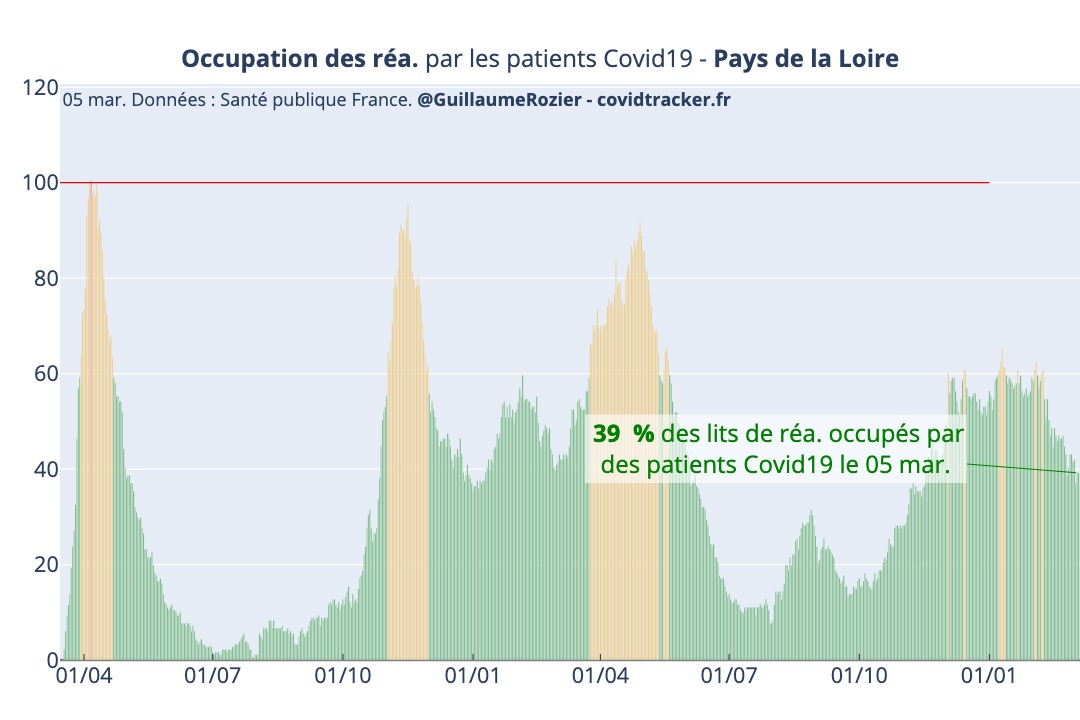 Occupation des réa. par les patients Covid19 - Pays de la Loire
120
05 mar. Données : Santé publique France. @GuillaumeRozier - covidtracker.fr
100
80
60
39 % des lits de réa. occupés par
des patients Covid19 le 05 mar.
40
20
0
01/04 01/07 01/10 01/01 01/04 01/07 01/10 01/01